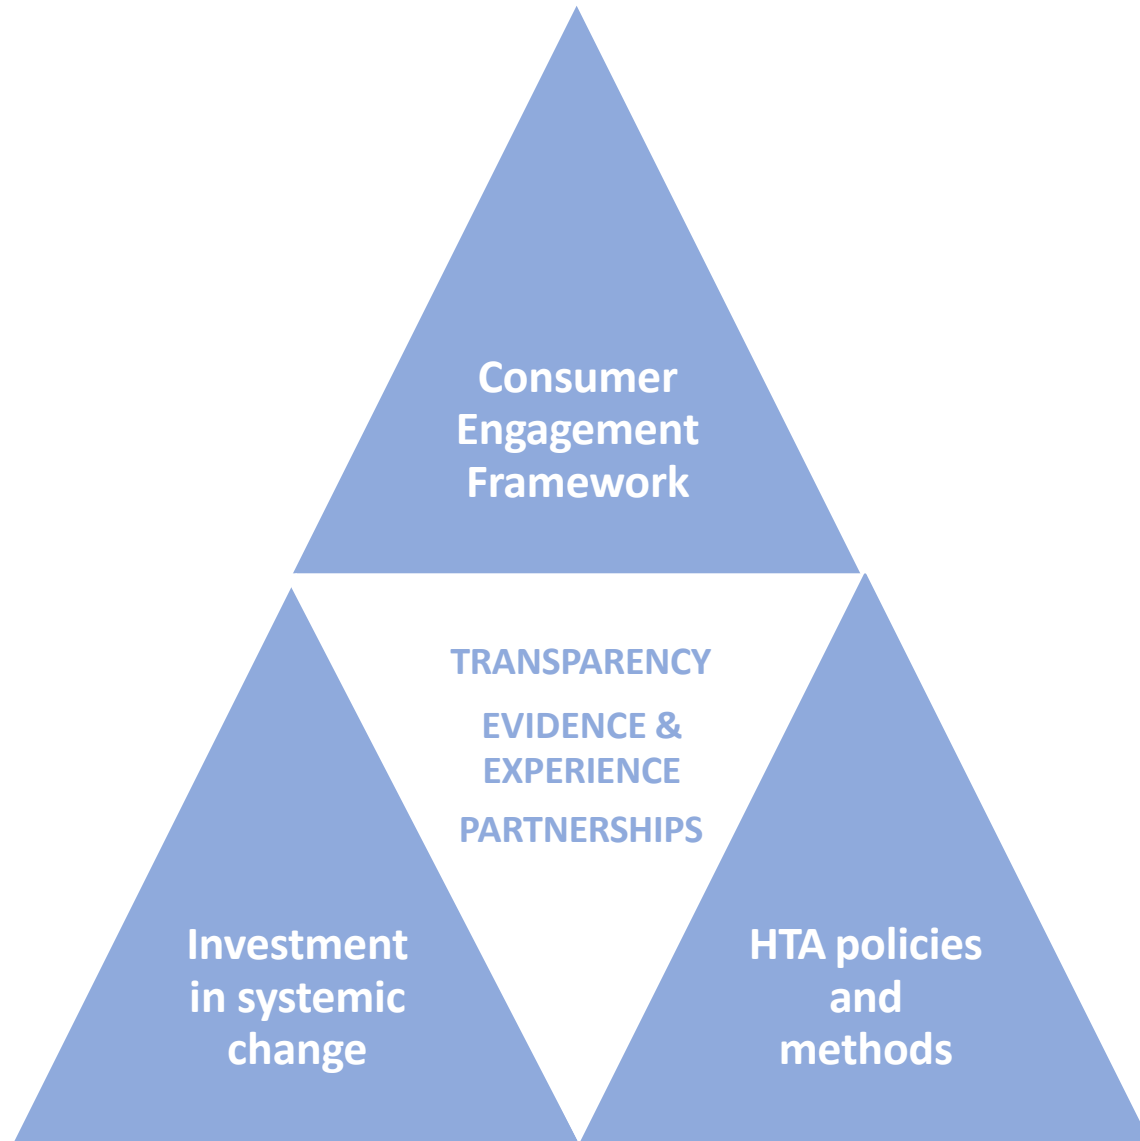 Consumer
Engagement
Framework
TRANSPARENCY
EVIDENCE &
EXPERIENCE
PARTNERSHIPS
Investment
in systemic
change
HTA policies
and
methods